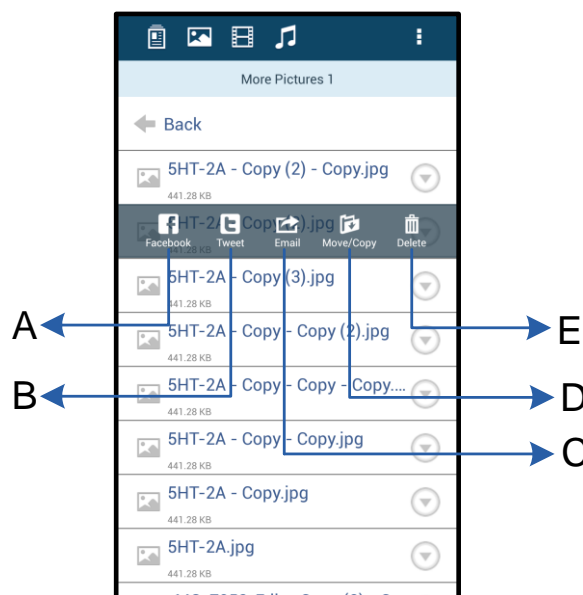 More Pictures 1
Back
5HT-2A - Copy (2) - Copy.jpg
441.28 KB
Facebook Tweet Email Move/Copy Delete
5HT-2A - Copy (3).jpg
441.28 KB
A
E
5HT-2A - Copy - Copy (2).jpg
441.28 KB
B
D
5HT-2A - Copy - Copy - Copy....
441.28 KB
C
5HT-2A - Copy - Copy.jpg
441.28 KB
5HT-2A - Copy.jpg
441.28 KB
5HT-2A.jpg
441.28 KB